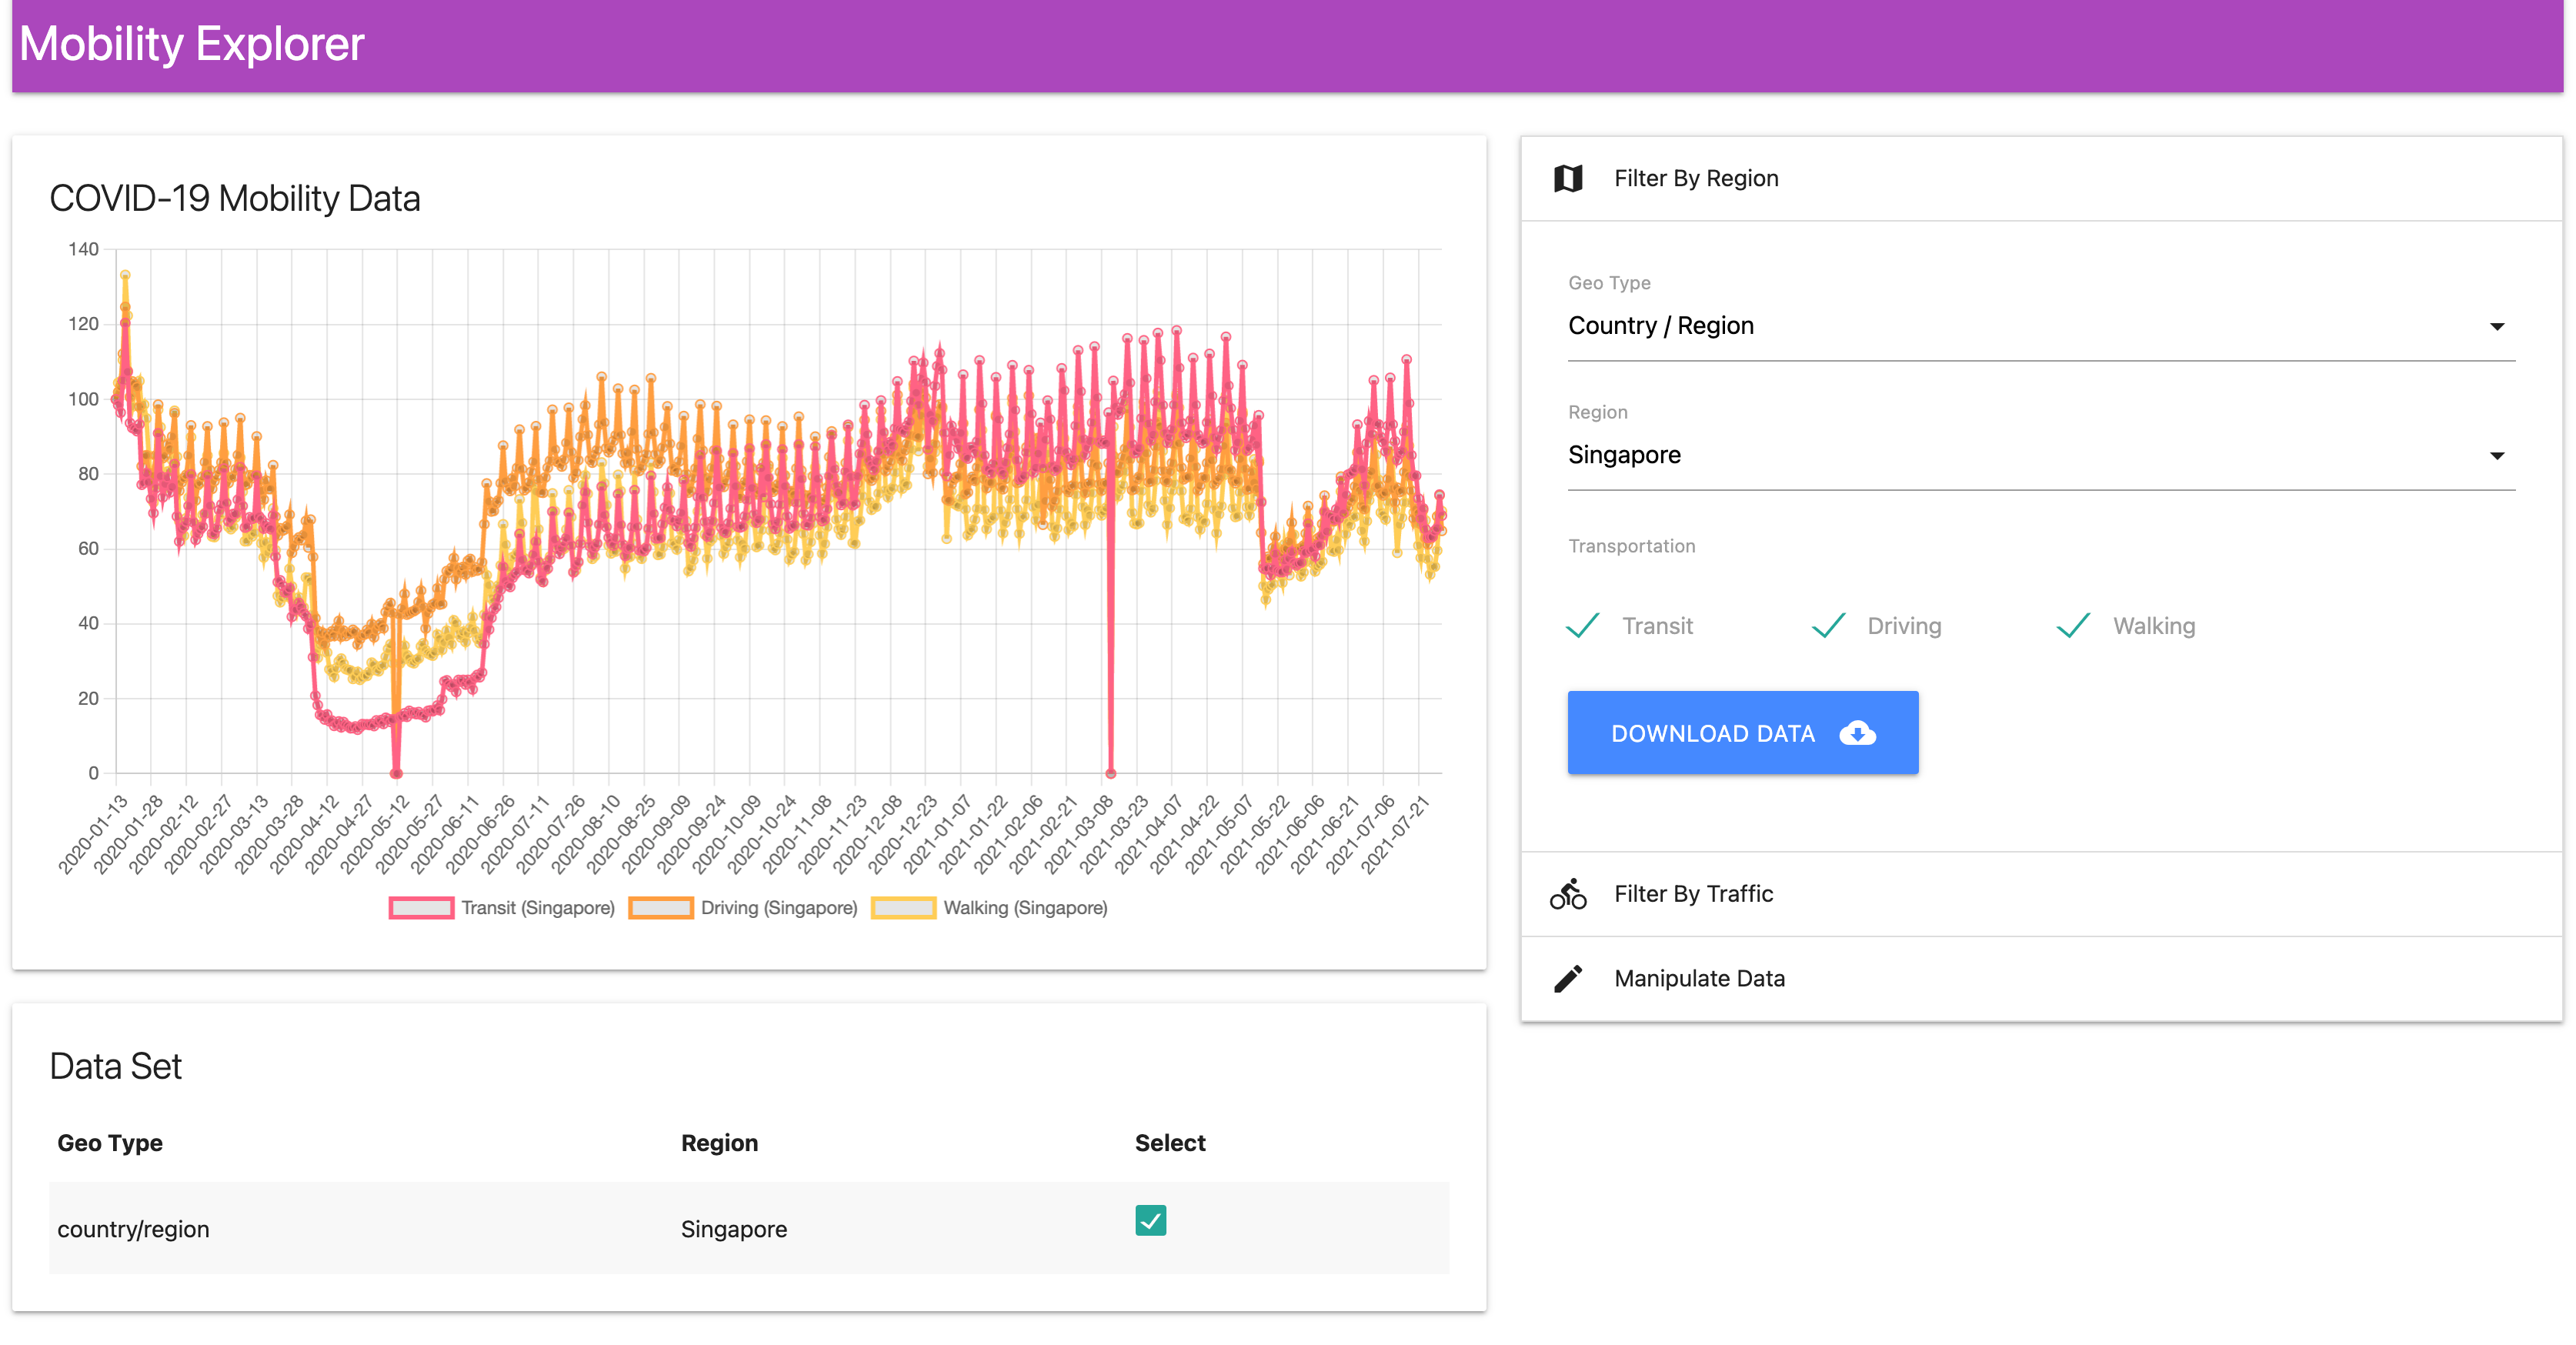 Mobility Explorer
COVID-19 Mobility Data
140
120
100
80
60
40
20
0
2020-01-13
2020-01-28
2020-02-12
2020-02-27
2020-03-13
2020-03-28
2020-04-12
2020-04-27
2020-05-12
2020-05-27
2020-06-11
2020-06-26
2020-07-11
2020-07-26
2020-08-10
2020-08-25
2020-09-09
2020-09-24
2020-10-09
2020-10-24
2020-11-08
2020-11-23
2020-12-08
2020-12-23
2021-01-07
2021-01-22
2021-02-06
2021-02-21
2021-03-08
2021-03-23
2021-04-07
2021-04-22
2021-05-07
2021-05-22
2021-06-06
2021-06-21
2021-07-06
2021-07-21
Transit (Singapore) Driving (Singapore) Walking (Singapore)
Data Set
Geo Type Region Select
country/region Singapore
Filter By Region
Geo Type
Country / Region
Region
Singapore
Transportation
Transit Driving Walking
DOWNLOAD DATA
Filter By Traffic
Manipulate Data